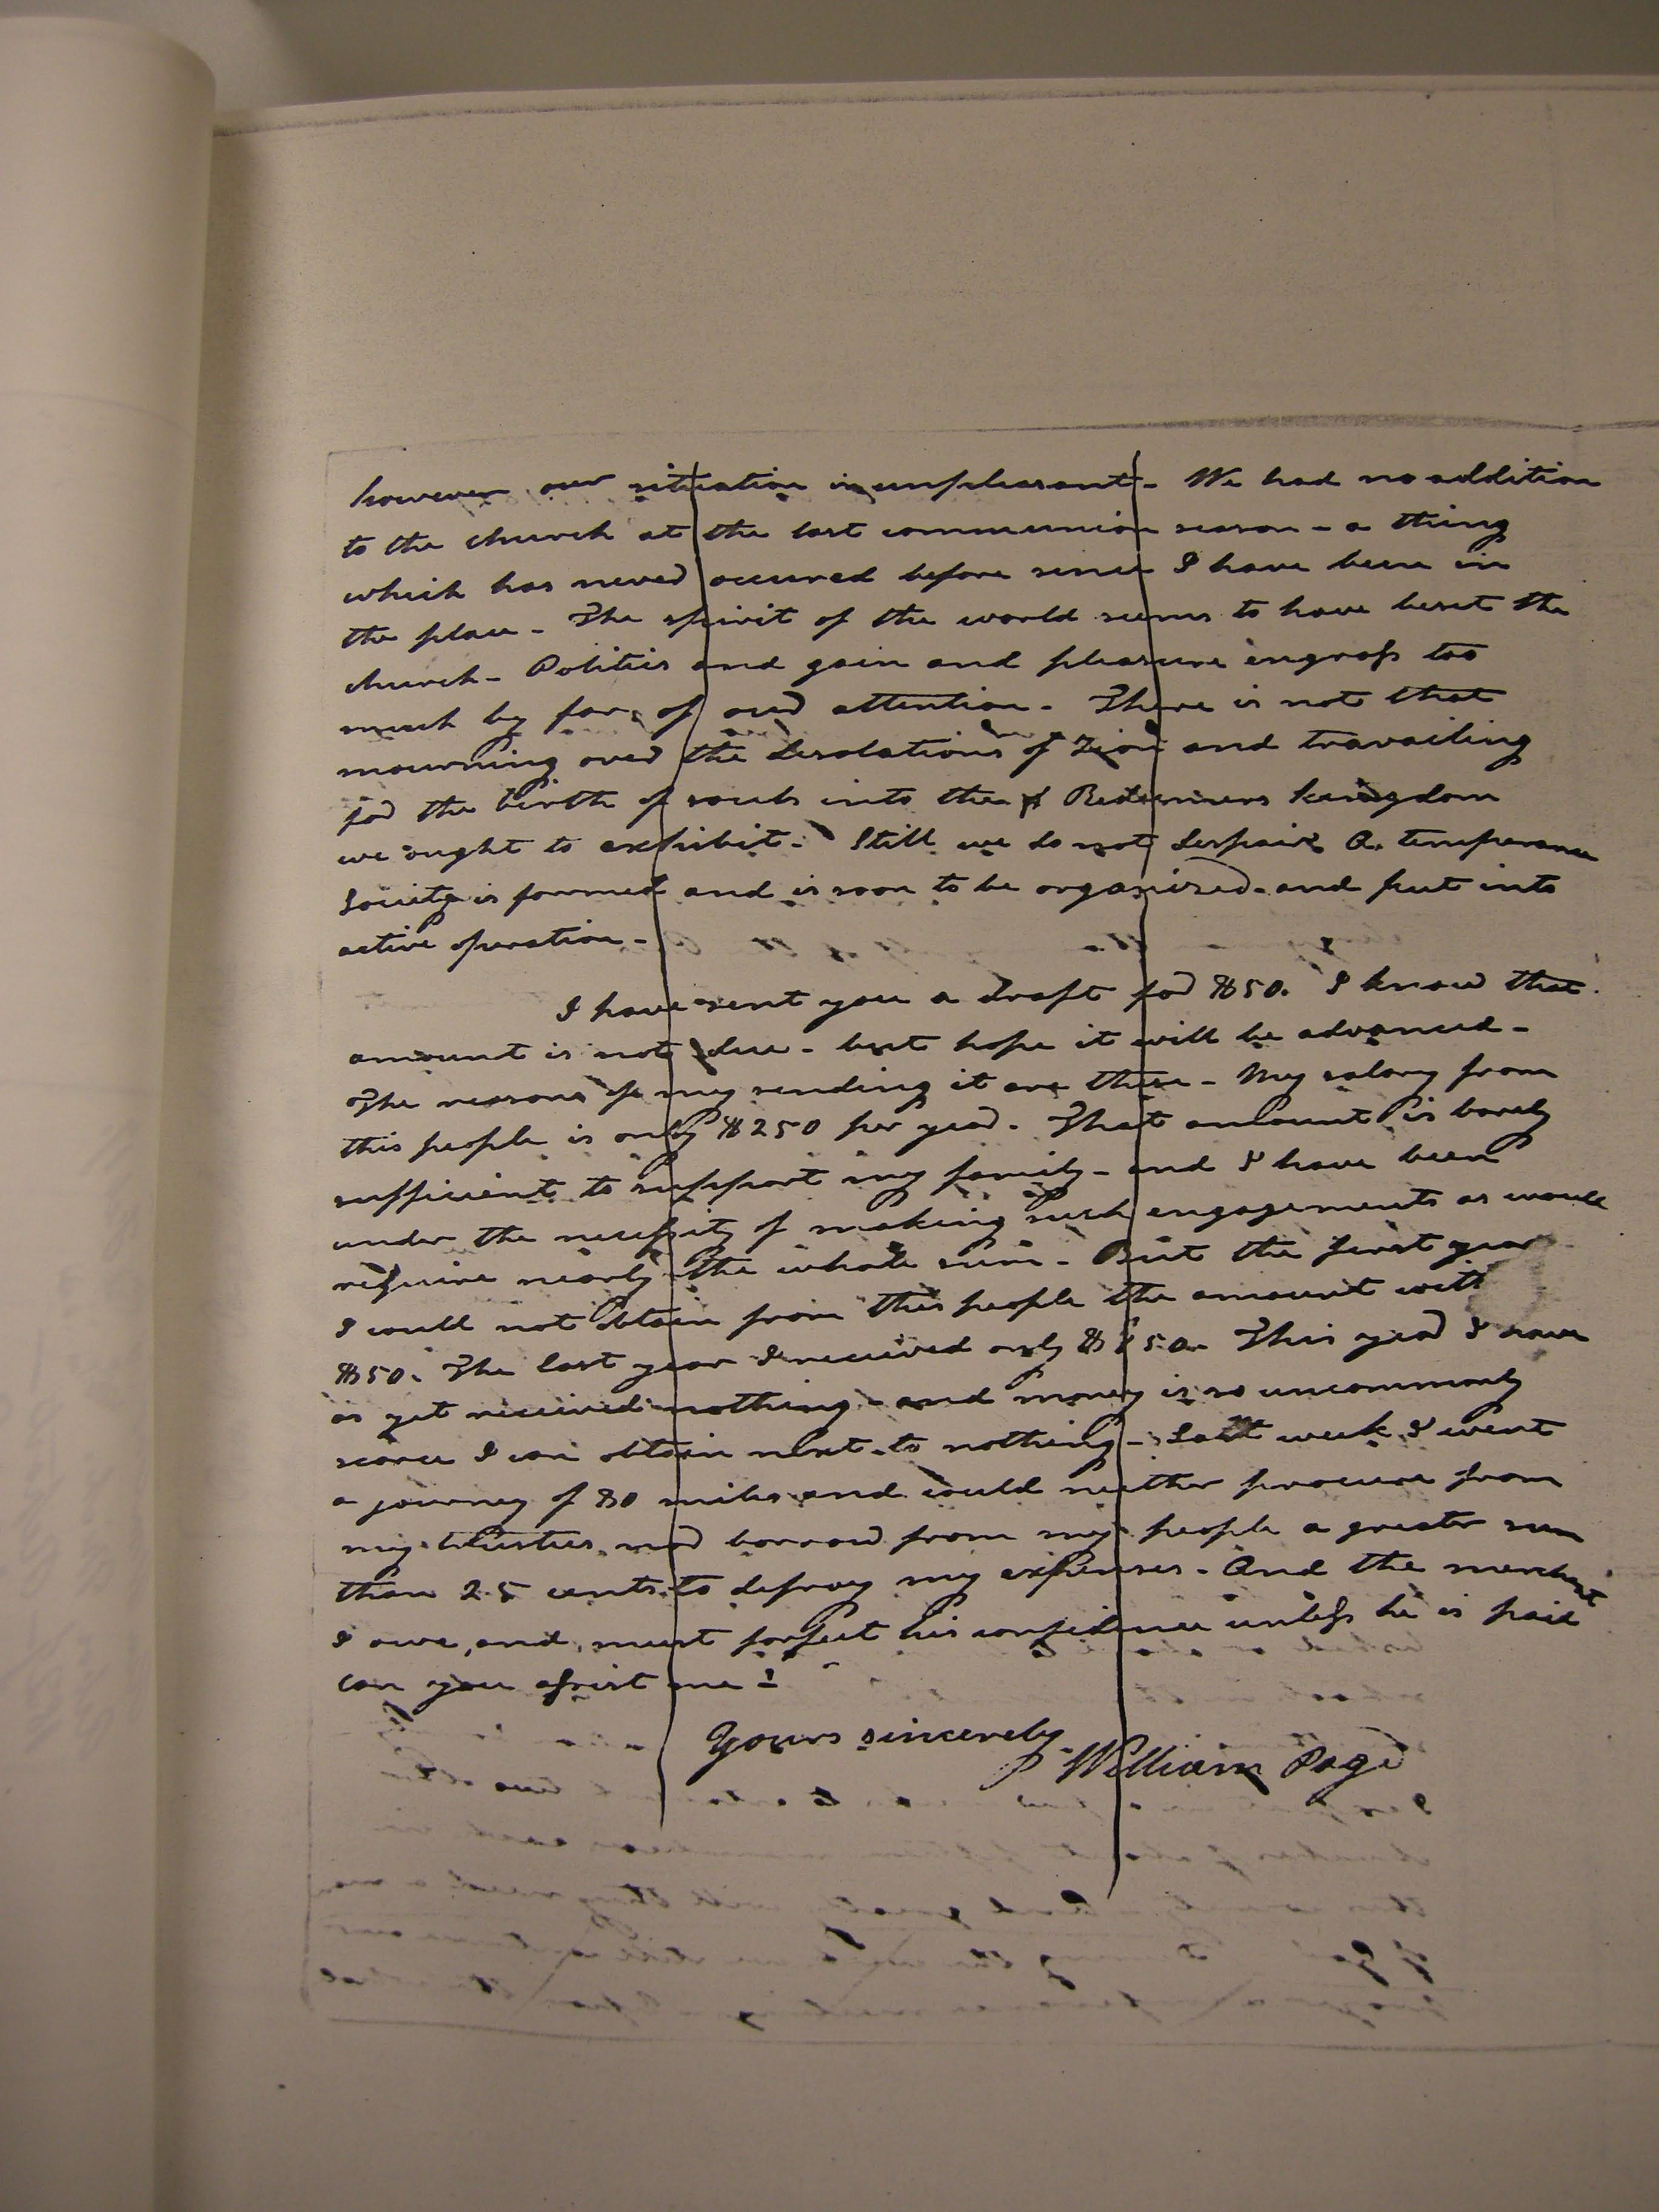 however our situation is unpleasant - We had no addition
to the church at the last communion season - a thing
which has never occured before since I have been in
the place - The spirit of the world seems to have beset the
church - Politics and gain and pleasure engross too
much by far, of our attention - There is not that
mourning over the desolations of Zion and travailing
for the birth of souls into the Redeemers kingdom
we ought to exhibit. Still we do not despair A temperance
Society is formed and is soon to be organized - and put into
active operation -
I have sent you a draft for $50. I know that
amount is not due - but hope it will be advanced -
The reasons of my sending it are these - My salary from
this people is only $250 per year. That amount is barely
sufficient to support my family - and I have been
under the necessity of making such engagements as would
require nearly the whole sum - But the first year
I could not obtain from this people the amount with
$50. The last year I received only $ 50. This year I have
as yet received nothing - and money is so uncommonly
scarce I can obtain next to nothing - Last week I went
a journey of 80 miles and could neither procure from
my trustees nor borrow from my people a greater sum
than 25 cents to defray my expenses - And the merchant
I owe, and must forfeit his confidence unless he is paid
Can you assist me?
Yours sincerely
William Page